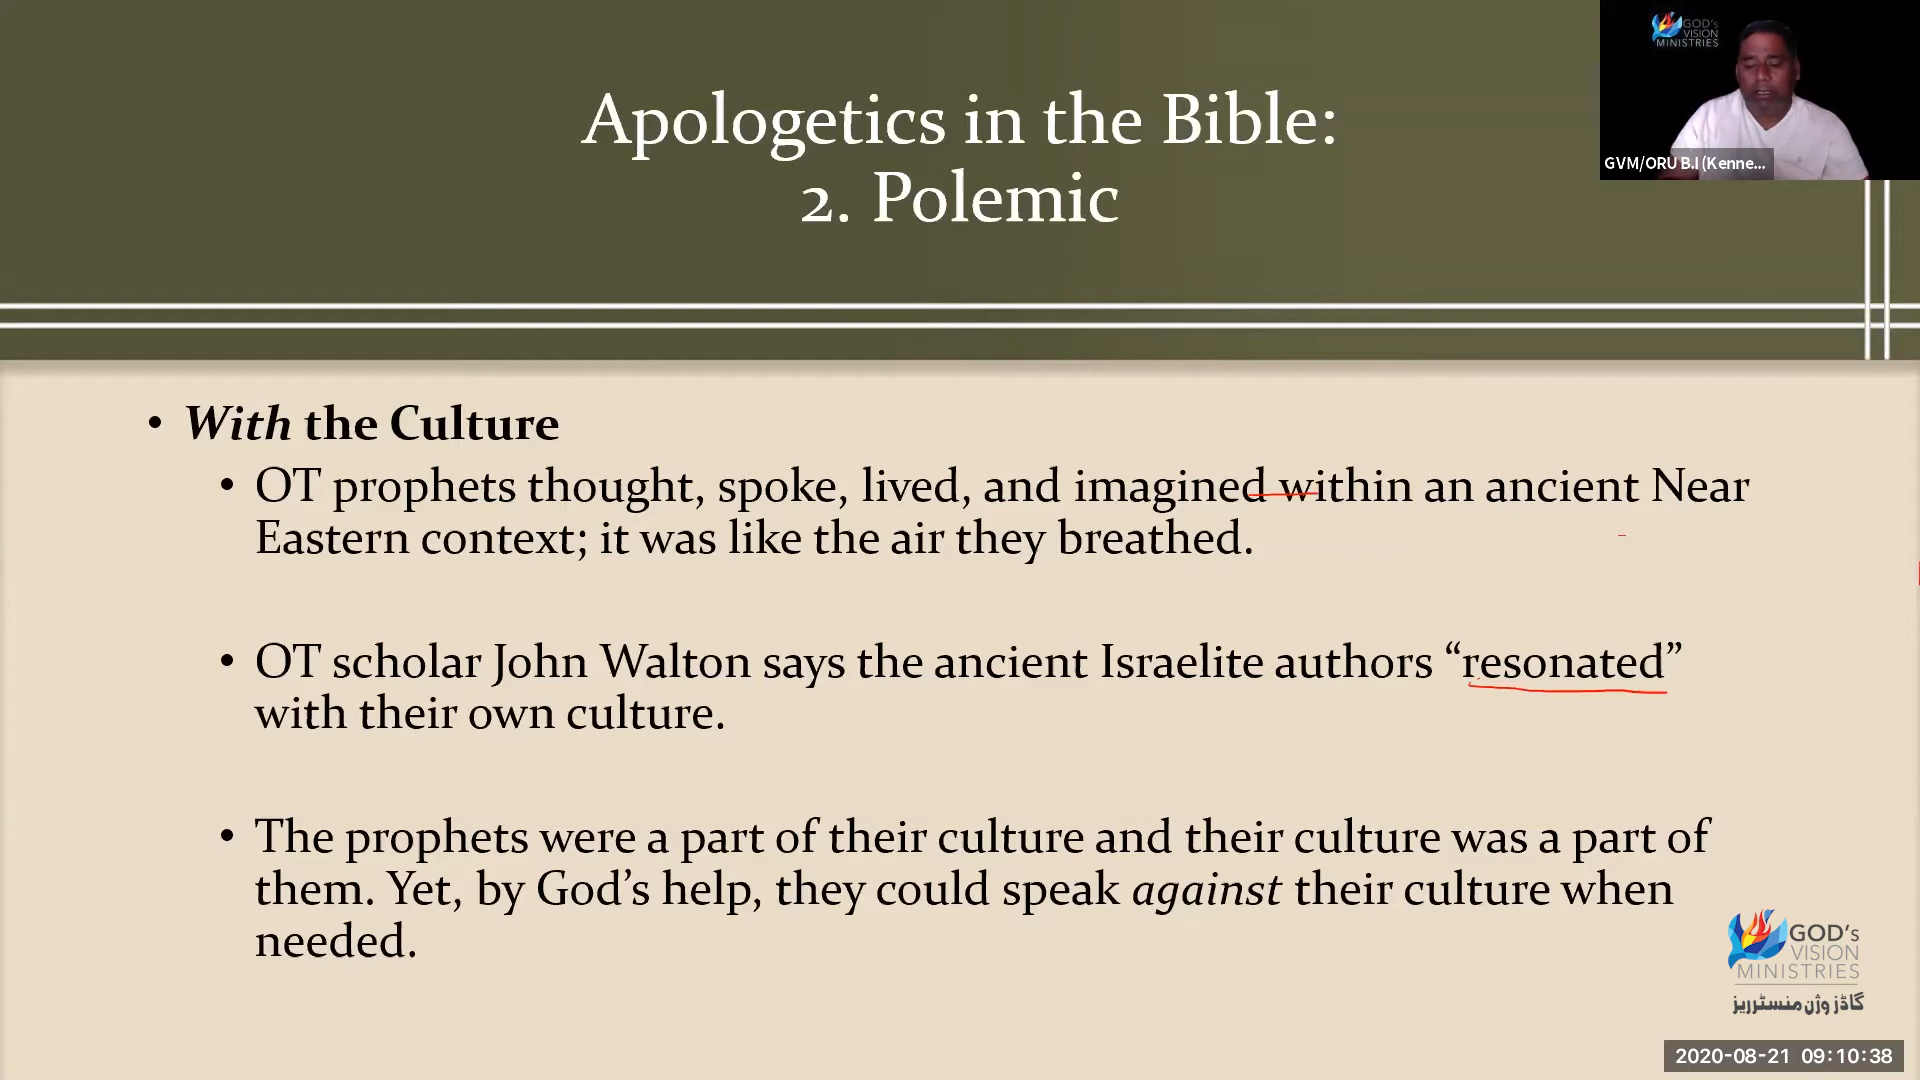 Apologetics in the Bible:
2. Polemic
GOD's
VISION
MINISTRIES
GVM/ORU B.I (Kenne...
• With the Culture
• OT prophets thought, spoke, lived, and imagined within an ancient Near
Eastern context; it was like the air they breathed.
• OT scholar John Walton says the ancient Israelite authors “resonated”
with their own culture.
• The prophets were a part of their culture and their culture was a part of
them. Yet, by God’s help, they could speak against their culture when
needed.
GOD's
VISION
MINISTRIES
گاڈز وژن منسٹریز
2020-08-21 09:10:38